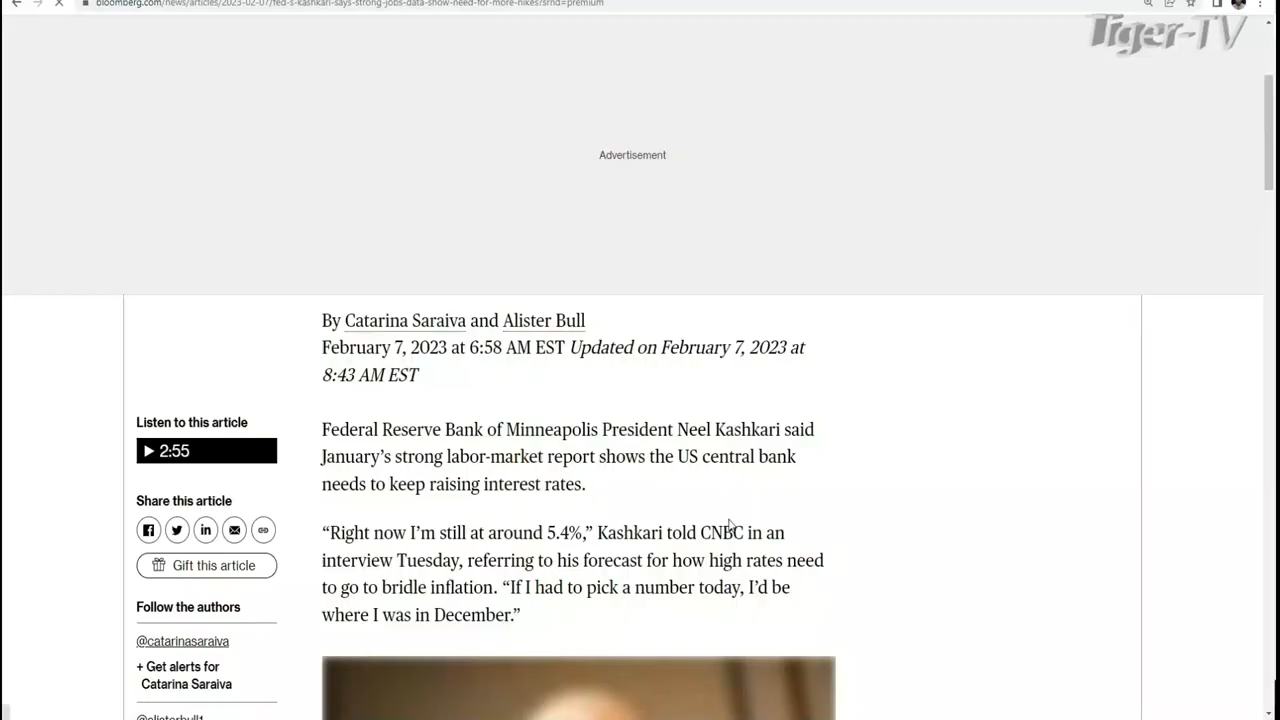 bloomberg.com/news/articles/2023-02-07/fed-s-kashkari-says-strong-jobs-data-show-need-for-more-hikes?srnd=premium
Tiger-TV
Advertisement
By Catarina Saraiva and Alister Bull
February 7, 2023 at 6:58 AM EST Updated on February 7, 2023 at
8:43 AM EST
Listen to this article
2:55
Share this article
Gift this article
Follow the authors
@catarinasaraiva
+ Get alerts for
Catarina Saraiva
@alisterbull1
Federal Reserve Bank of Minneapolis President Neel Kashkari said
January’s strong labor-market report shows the US central bank
needs to keep raising interest rates.
“Right now I’m still at around 5.4%,” Kashkari told CNBC in an
interview Tuesday, referring to his forecast for how high rates need
to go to bridle inflation. “If I had to pick a number today, I’d be
where I was in December.”